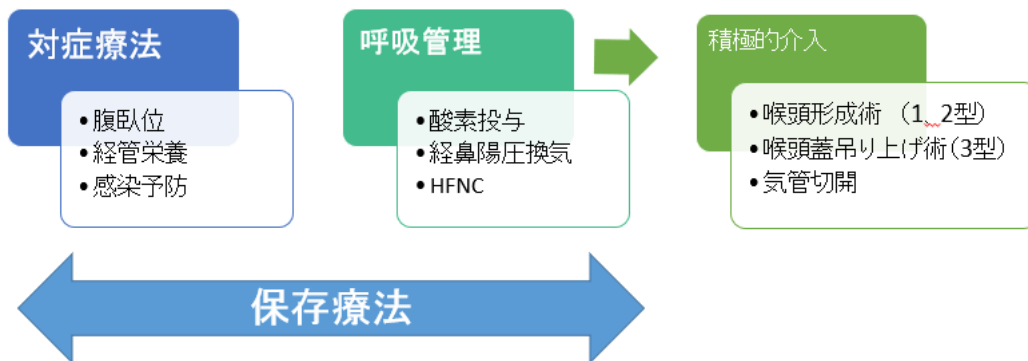 対症療法
• 腹臥位
• 経管栄養
• 感染予防
呼吸管理
• 酸素投与
• 経鼻陽圧換気
• HFNC
積極的介入
• 喉頭形成術 (1、2型)
• 喉頭蓋吊り上げ術(3型)
• 気管切開
保存療法